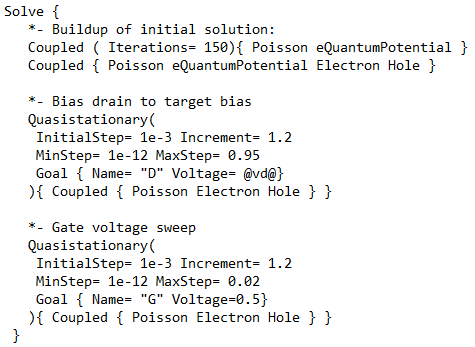 Solve {
*- Buildup of initial solution:
Coupled ( Iterations= 150){ Poisson eQuantumPotential }
Coupled { Poisson eQuantumPotential Electron Hole }
*- Bias drain to target bias
Quasistationary(
InitialStep= 1e-3 Increment= 1.2
MinStep= 1e-12 MaxStep= 0.95
Goal { Name= "D" Voltage= @vd@}
){ Coupled { Poisson Electron Hole } }
*- Gate voltage sweep
Quasistationary(
InitialStep= 1e-3 Increment= 1.2
MinStep= 1e-12 MaxStep= 0.02
Goal { Name= "G" Voltage=0.5}
){ Coupled { Poisson Electron Hole } }
}